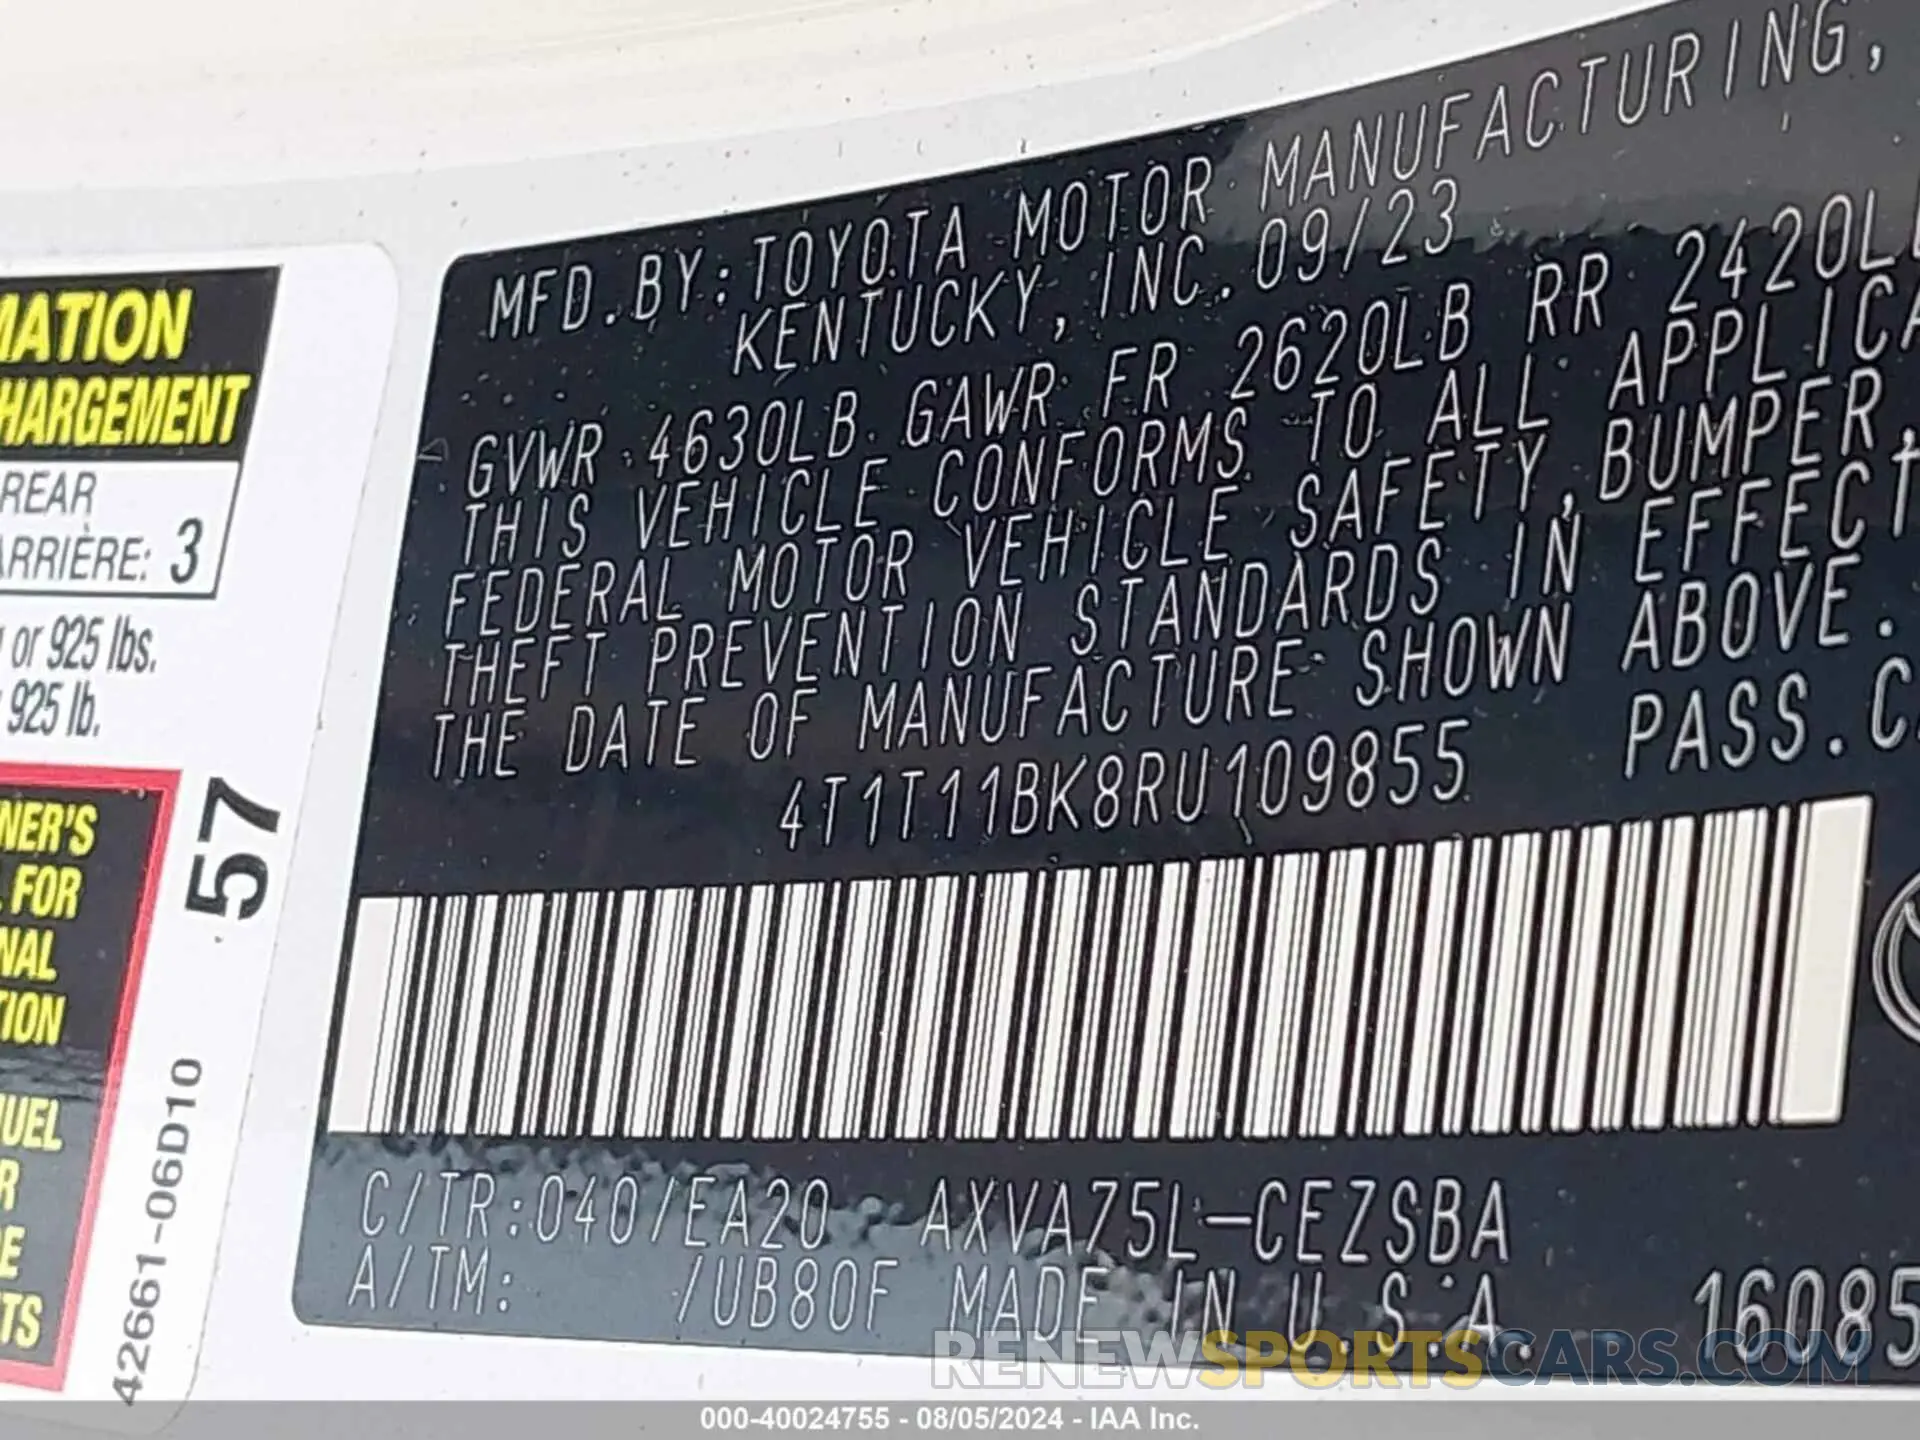 MATION
HARGEMENT
REAR
ARRIÈRE: 3
or 925 lbs.
925 lb.
NER'S
FOR
NAL
TION
UEL
R
E
TS
57
42661-06D10
MFD.BY:TOYOTA MOTOR MANUFACTURING,
KENTUCKY, INC. 09/23
GVWR 4630LB GAWR FR 2620LB RR 2420LB
THIS VEHICLE CONFORMS TO ALL APPLICA
FEDERAL MOTOR VEHICLE SAFETY, BUMPER,
THEFT PREVENTION STANDARDS IN EFFECT
THE DATE OF MANUFACTURE SHOWN ABOVE.
4T1T11BK8RU109855 PASS.C
C/TR:040/EA20 AXVA75L-CEZSBA
A/TM: /UB80F MADE IN U.S.A. 16085
RENEWSPORTSCARS.COM
000-40024755 - 08/05/2024 - IAA Inc.